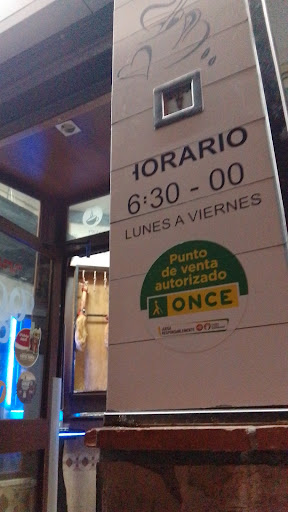 HORARIO
6:30 - 00
LUNES A VIERNES
Punto
de venta
autorizado
ONCE